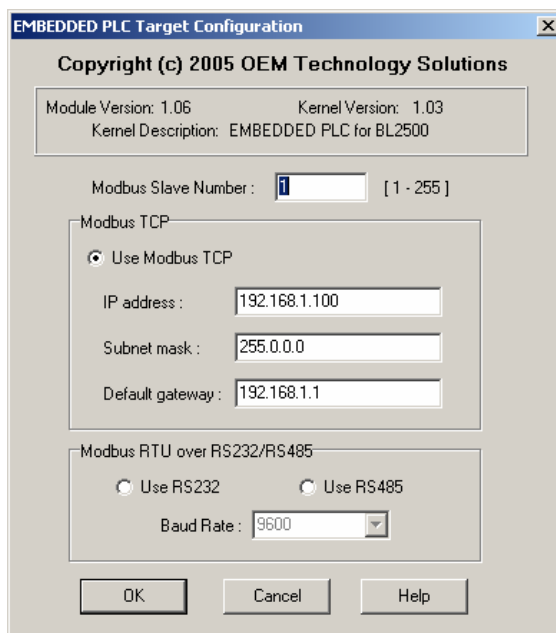 EMBEDDED PLC Target Configuration
Copyright (c) 2005 OEM Technology Solutions
Module Version: 1.06 Kernel Version: 1.03
Kernel Description: EMBEDDED PLC for BL2500
Modbus Slave Number : 1 [ 1 - 255 ]
Modbus TCP
Use Modbus TCP
IP address : 192.168.1.100
Subnet mask : 255.0.0.0
Default gateway : 192.168.1.1
Modbus RTU over RS232/RS485
Use RS232 Use RS485
Baud Rate : 9600
OK Cancel Help